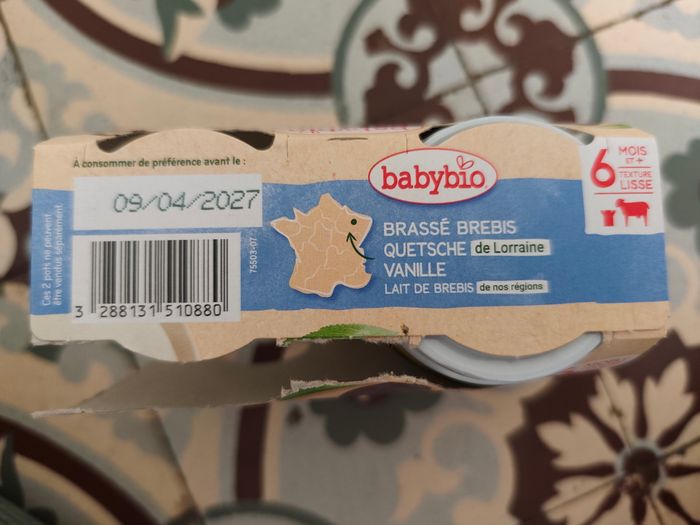 À consommer de préférence avant le :
09/04/2027
Ces 2 pots ne peuvent
être vendus séparément.
3 288131 510880
75503-07
babybio
BRASSÉ BREBIS
QUETSCHE de Lorraine
VANILLE
LAIT DE BREBIS de nos régions
6 MOIS
ET +
TEXTURE
LISSE